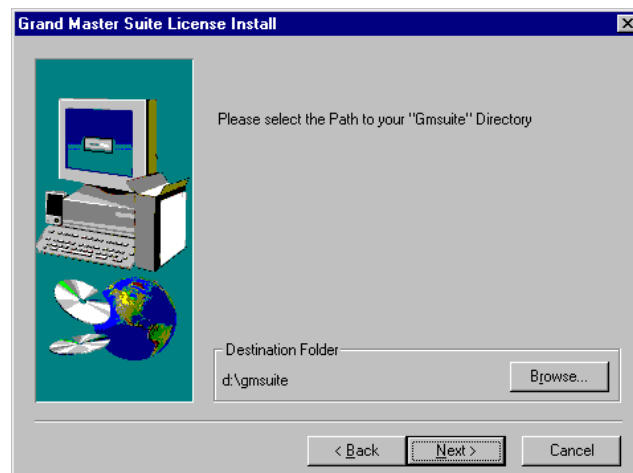 Grand Master Suite License Install
Please select the Path to your "Gmsuite" Directory
Destination Folder
d:\gmsuite
Browse...
< Back
Next >
Cancel